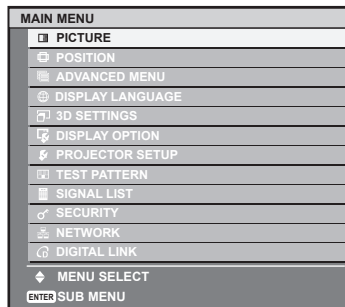 MAIN MENU
PICTURE
POSITION
ADVANCED MENU
DISPLAY LANGUAGE
3D SETTINGS
DISPLAY OPTION
PROJECTOR SETUP
TEST PATTERN
SIGNAL LIST
SECURITY
NETWORK
DIGITAL LINK
MENU SELECT
ENTER SUB MENU